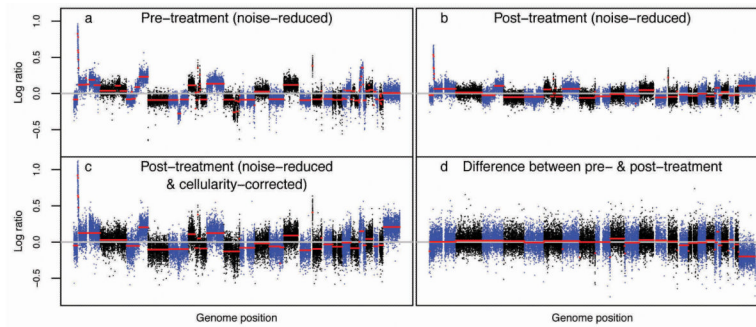 a Pre−treatment (noise−reduced)
b Post−treatment (noise−reduced)
Log ratio
1.0
0.5
0.0
−0.5
c Post−treatment (noise−reduced
& cellularity−corrected)
d Difference between pre− & post−treatment
Log ratio
1.0
0.5
0.0
−0.5
Genome position
Genome position